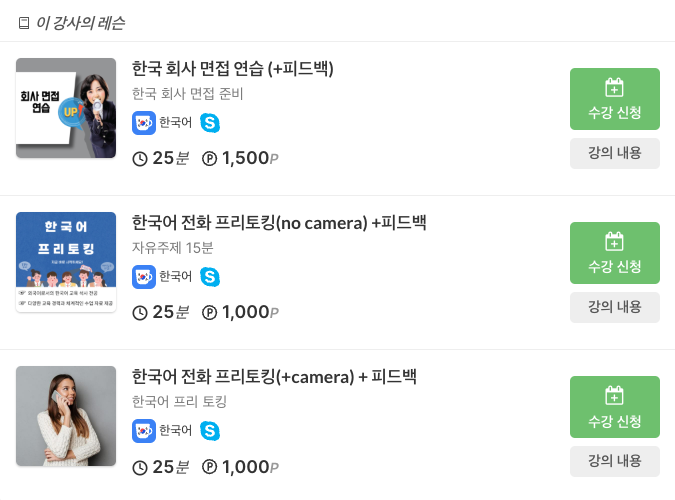 이 강사의 레슨
회사 면접
연습
UP
한국 회사 면접 연습 (+피드백)
한국 회사 면접 준비
한국어
25분 1,500P
수강 신청
강의 내용
한국어
프리토킹
한국어 전화 프리토킹(no camera) +피드백
자유주제 15분
한국어
25분 1,000P
수강 신청
강의 내용
한국어 전화 프리토킹(+camera) + 피드백
한국어 프리 토킹
한국어
25분 1,000P
수강 신청
강의 내용